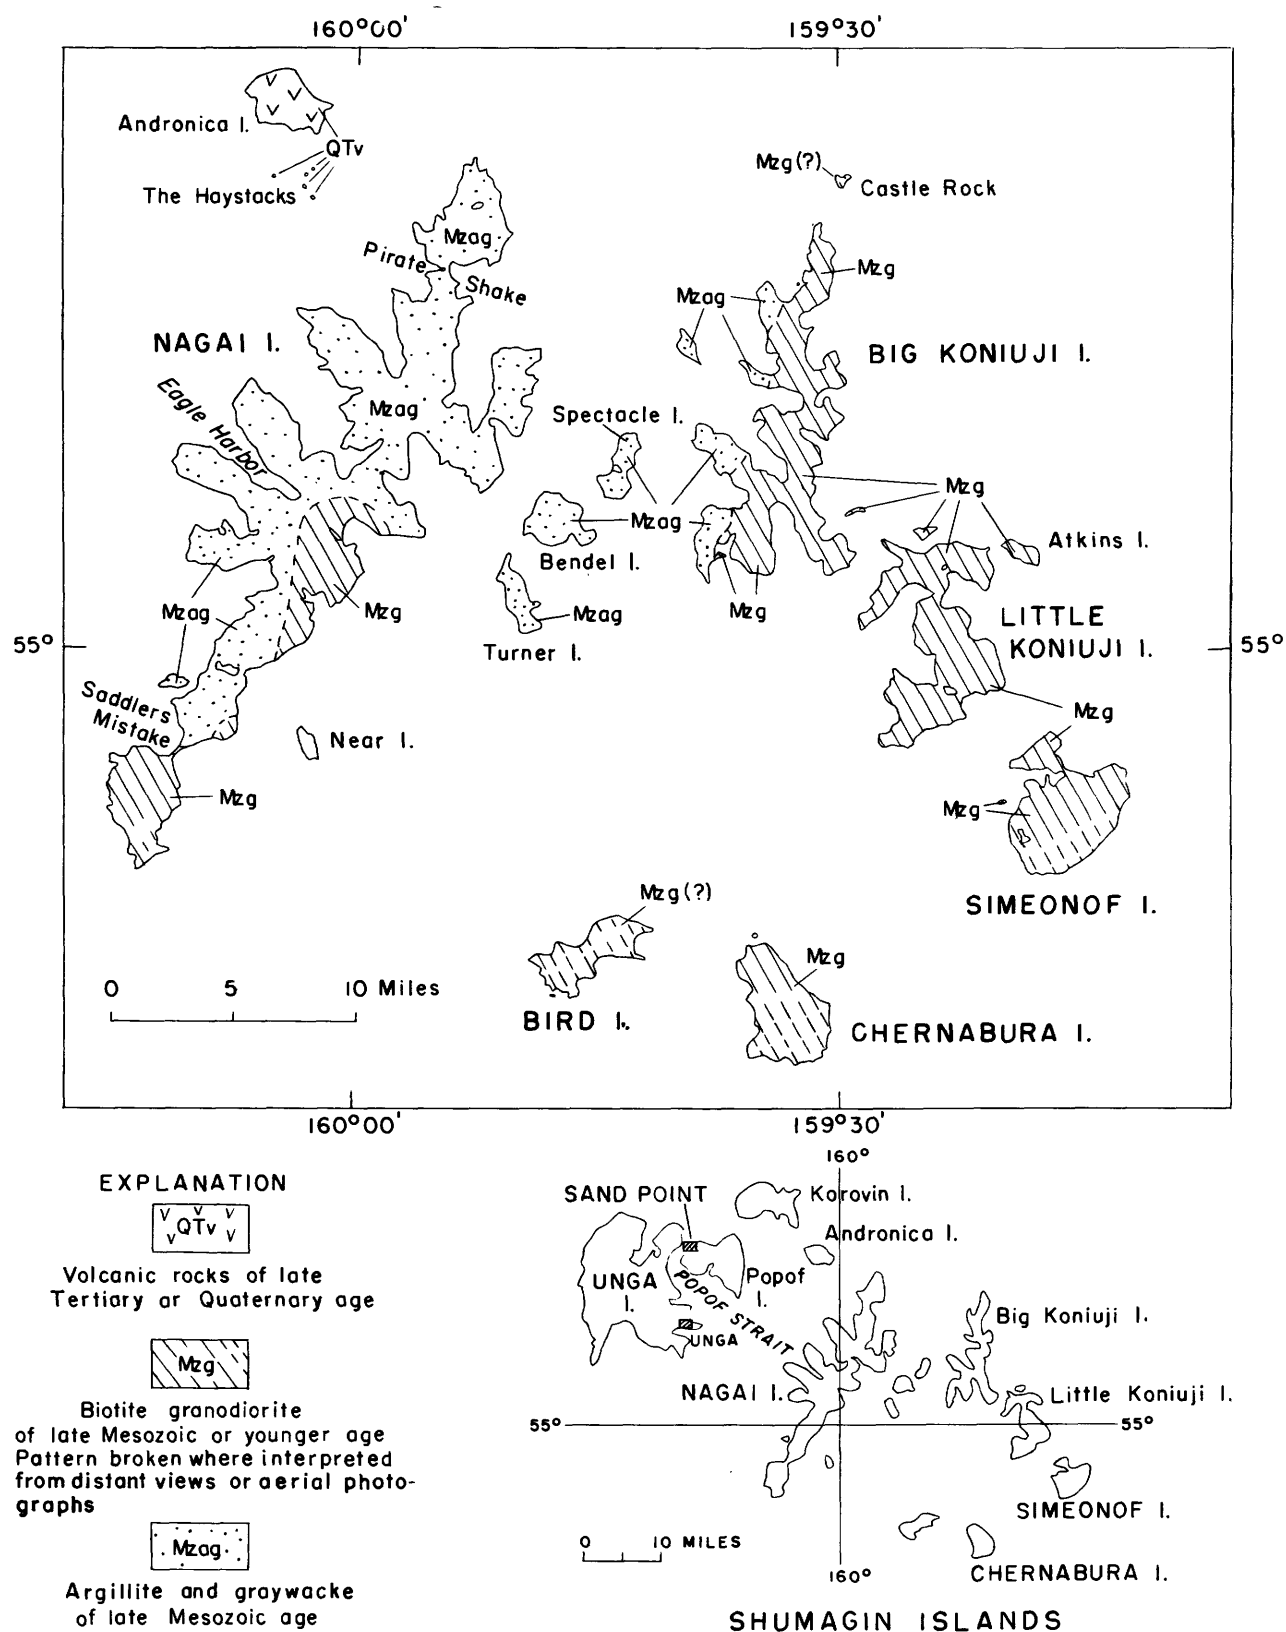 160°00'
159°30'
Andronica I.
QTv
The Haystacks
Mzg(?)
Castle Rock
Mzag
Pirate
Shake
Mzg
Mzag
NAGAI I.
BIG KONIUJI I.
Eagle Harbor
Mzag
Spectacle I.
Mzg
Mzag
Atkins I.
Bendel I.
Mzag
Mzg
Mzag
Mzg
LITTLE
KONIUJI I.
55°
55°
Turner I.
Saddlers
Mistake
Mzg
Near I.
Mzg
Mzg
Mzg(?)
SIMEONOF I.
Mzg
0 5 10 Miles
BIRD I.
CHERNABURA I.
160°00'
159°30'
EXPLANATION
QTv
Volcanic rocks of late
Tertiary or Quaternary age
Mzg
Biotite granodiorite
of late Mesozoic or younger age
Pattern broken where interpreted
from distant views or aerial photo-
graphs
Mzag
Argillite and graywacke
of late Mesozoic age
160°
SAND POINT
Korovin I.
Andronica I.
UNGA
I.
Popof
I.
POPOF STRAIT
UNGA
Big Koniuji I.
NAGAI I.
Little Koniuji I.
55°
55°
SIMEONOF I.
0 10 MILES
160°
CHERNABURA I.
SHUMAGIN ISLANDS